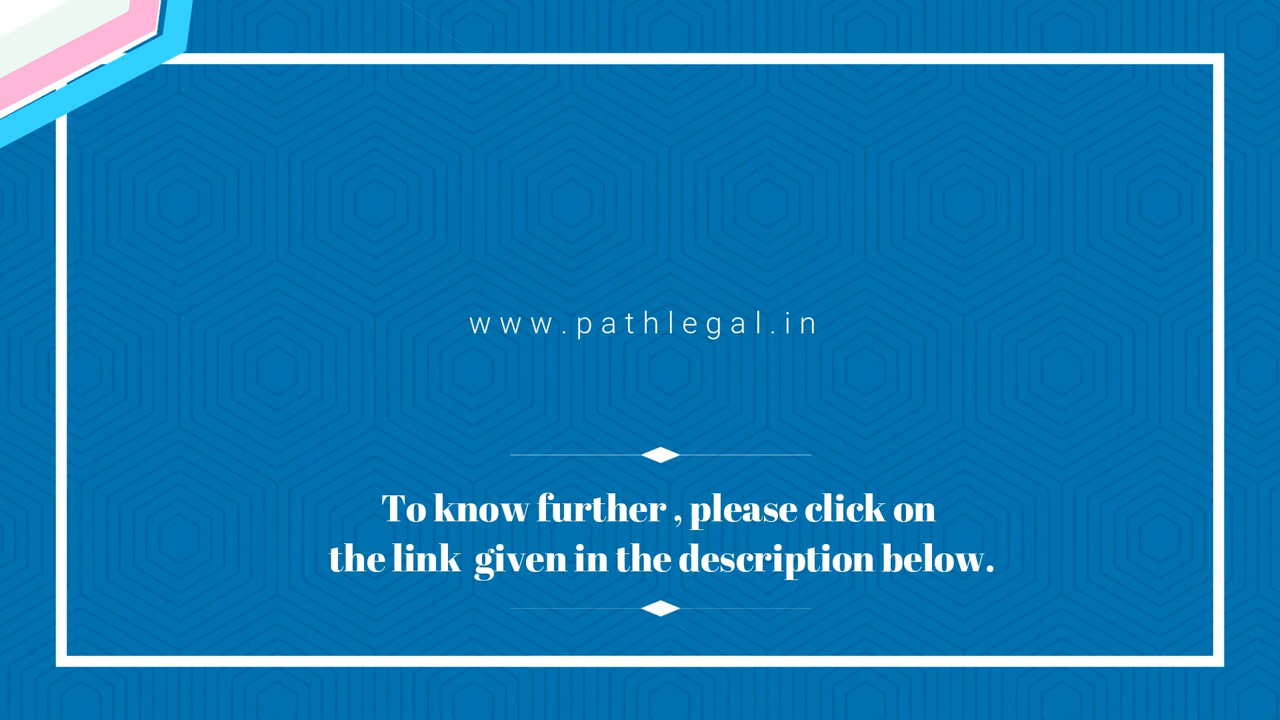 www.pathlegal.in
To know further , please click on
the link given in the description below.